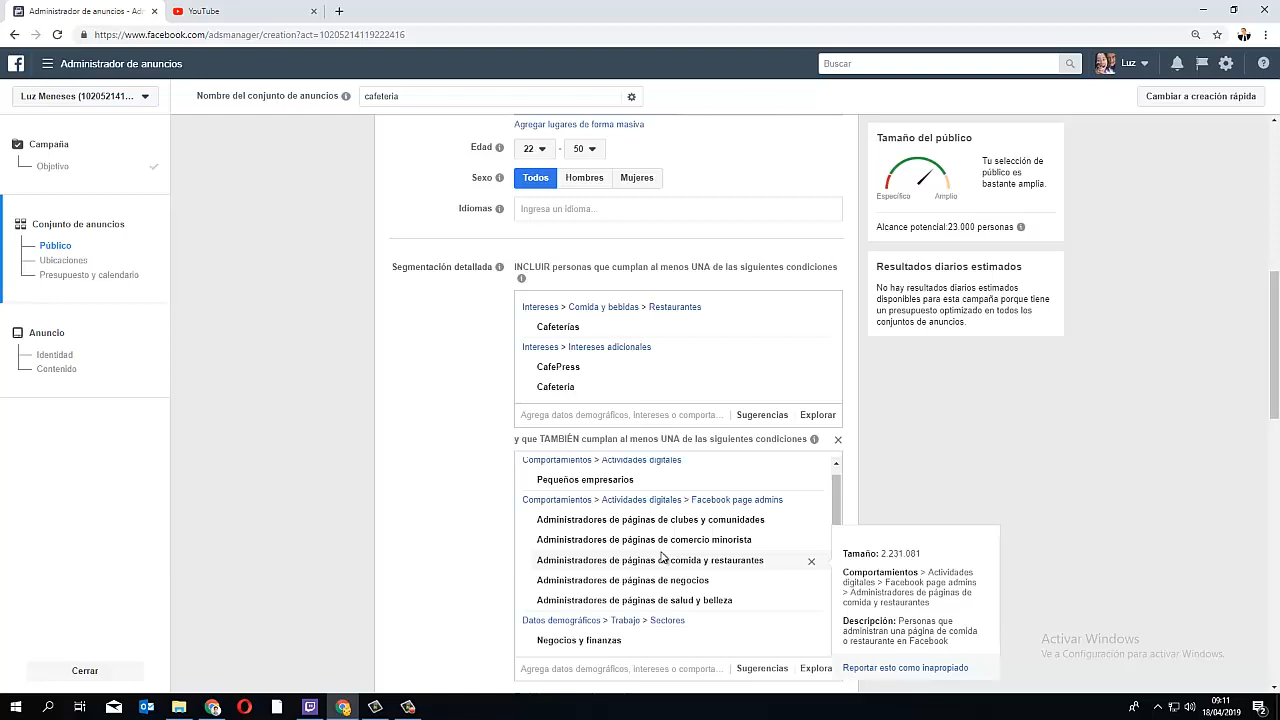 Administrador de anuncios - Adm
YouTube
https://www.facebook.com/adsmanager/creation?act=10205214119222416
Administrador de anuncios
Buscar
Luz
Luz Meneses (102052141...
Nombre del conjunto de anuncios
cafeteria
Cambiar a creación rápida
Campaña
Objetivo
Conjunto de anuncios
Público
Ubicaciones
Presupuesto y calendario
Anuncio
Identidad
Contenido
Cerrar
Agregar lugares de forma masiva
Edad
22
-
50
Sexo
Todos
Hombres
Mujeres
Idiomas
Ingresa un idioma...
Segmentación detallada
INCLUIR personas que cumplan al menos UNA de las siguientes condiciones
Intereses > Comida y bebidas > Restaurantes
Cafeterías
Intereses > Intereses adicionales
CafePress
Cafeteria
Agrega datos demográficos, intereses o comporta...
Sugerencias
Explorar
y que TAMBIÉN cumplan al menos UNA de las siguientes condiciones
Comportamientos > Actividades digitales
Pequeños empresarios
Comportamientos > Actividades digitales > Facebook page admins
Administradores de páginas de clubes y comunidades
Administradores de páginas de comercio minorista
Administradores de páginas de comida y restaurantes
Administradores de páginas de negocios
Administradores de páginas de salud y belleza
Datos demográficos > Trabajo > Sectores
Negocios y finanzas
Agrega datos demográficos, intereses o comporta...
Sugerencias
Explora
Tamaño del público
Tu selección de
público es
bastante amplia.
Específica
Amplio
Alcance potencial:23.000 personas
Resultados diarios estimados
No hay resultados diarios estimados
disponibles para esta campaña porque tiene
un presupuesto optimizado en todos los
conjuntos de anuncios.
Tamaño: 2.231.081
Comportamientos > Actividades
digitales > Facebook page admins
> Administradores de páginas de
comida y restaurantes
Descripción: Personas que
administran una página de comida
o restaurante en Facebook
Reportar esto como inapropiado
Activar Windows
Ve a Configuración para activar Windows.
09:11
18/04/2019
2